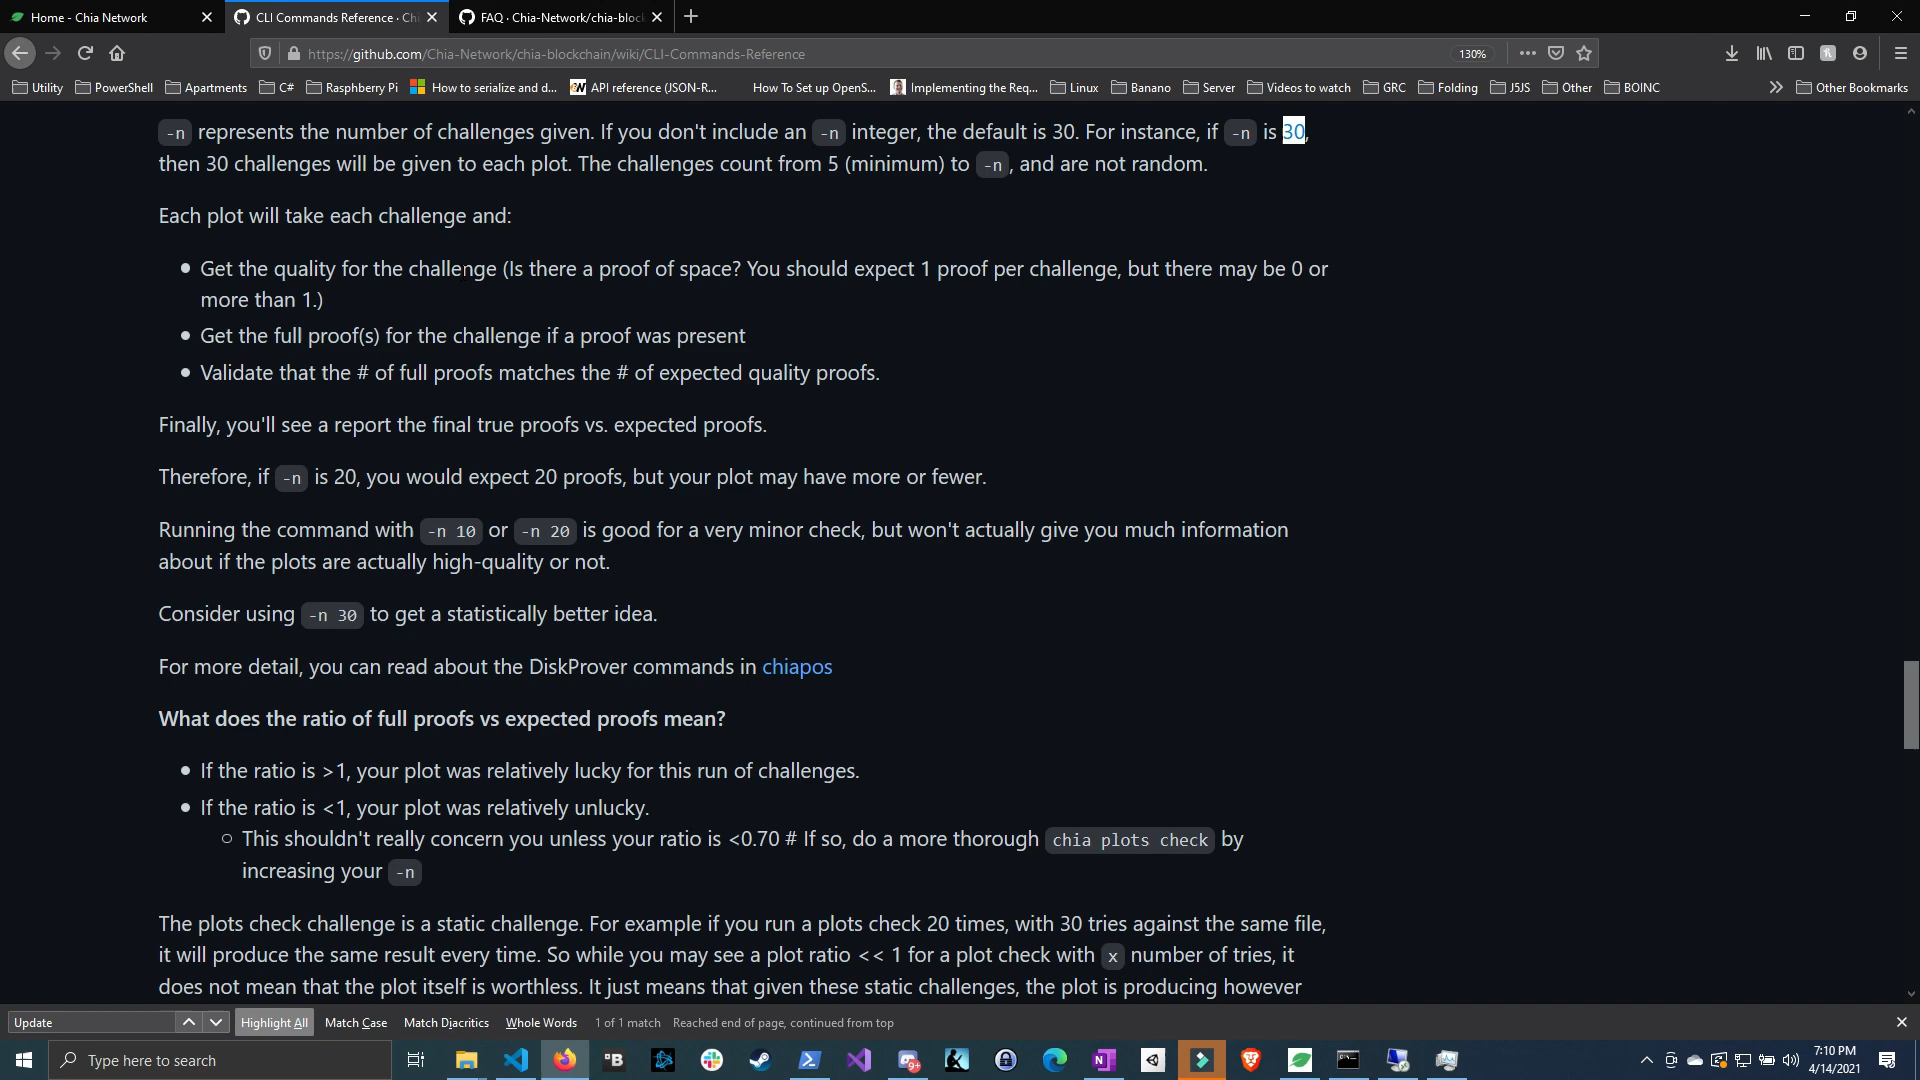 Home - Chia Network
CLI Commands Reference · Ch
FAQ · Chia-Network/chia-bloc
https://github.com/Chia-Network/chia-blockchain/wiki/CLI-Commands-Reference
130%
Utility
PowerShell
Apartments
C#
Raspberry Pi
How to serialize and d...
API reference (JSON-R...
How To Set up OpenS...
Implementing the Req...
Linux
Banano
Server
Videos to watch
GRC
Folding
J5JS
Other
BOINC
Other Bookmarks
-n represents the number of challenges given. If you don't include an -n integer, the default is 30. For instance, if -n is 30,
then 30 challenges will be given to each plot. The challenges count from 5 (minimum) to -n, and are not random.
Each plot will take each challenge and:
Get the quality for the challenge (Is there a proof of space? You should expect 1 proof per challenge, but there may be 0 or
more than 1.)
Get the full proof(s) for the challenge if a proof was present
Validate that the # of full proofs matches the # of expected quality proofs.
Finally, you'll see a report the final true proofs vs. expected proofs.
Therefore, if -n is 20, you would expect 20 proofs, but your plot may have more or fewer.
Running the command with -n 10 or -n 20 is good for a very minor check, but won't actually give you much information
about if the plots are actually high-quality or not.
Consider using -n 30 to get a statistically better idea.
For more detail, you can read about the DiskProver commands in chiapos
What does the ratio of full proofs vs expected proofs mean?
If the ratio is >1, your plot was relatively lucky for this run of challenges.
If the ratio is <1, your plot was relatively unlucky.
This shouldn't really concern you unless your ratio is <0.70 # If so, do a more thorough chia plots check by
increasing your -n
The plots check challenge is a static challenge. For example if you run a plots check 20 times, with 30 tries against the same file,
it will produce the same result every time. So while you may see a plot ratio << 1 for a plot check with x number of tries, it
does not mean that the plot itself is worthless. It just means that given these static challenges, the plot is producing however
Update
Highlight All
Match Case
Match Diacritics
Whole Words
1 of 1 match
Reached end of page, continued from top
Type here to search
9+
7:10 PM
4/14/2021